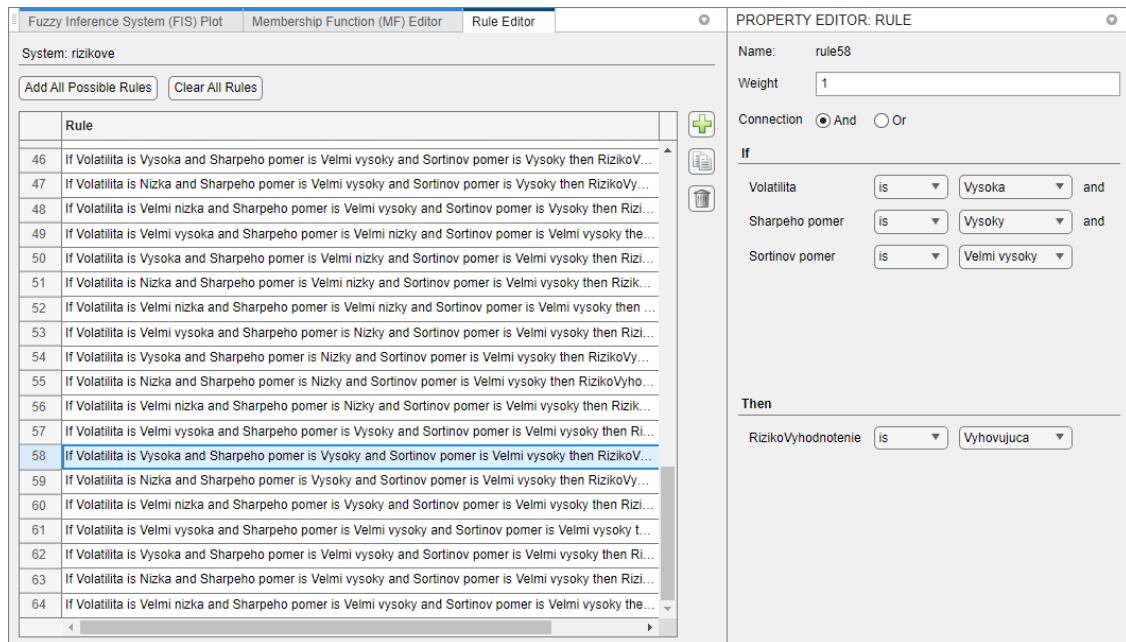 Fuzzy Inference System (FIS) Plot
Membership Function (MF) Editor
Rule Editor
System: rizikove
Add All Possible Rules
Clear All Rules
Rule
46 If Volatilita is Vysoka and Sharpeho pomer is Velmi vysoky and Sortinov pomer is Vysoky then RizikoV...
47 If Volatilita is Nizka and Sharpeho pomer is Velmi vysoky and Sortinov pomer is Vysoky then RizikoVy...
48 If Volatilita is Velmi nizka and Sharpeho pomer is Velmi vysoky and Sortinov pomer is Vysoky then Rizi...
49 If Volatilita is Velmi vysoka and Sharpeho pomer is Velmi nizky and Sortinov pomer is Velmi vysoky the...
50 If Volatilita is Vysoka and Sharpeho pomer is Velmi nizky and Sortinov pomer is Velmi vysoky then Rizi...
51 If Volatilita is Nizka and Sharpeho pomer is Velmi nizky and Sortinov pomer is Velmi vysoky then Rizik...
52 If Volatilita is Velmi nizka and Sharpeho pomer is Velmi nizky and Sortinov pomer is Velmi vysoky then ...
53 If Volatilita is Velmi vysoka and Sharpeho pomer is Nizky and Sortinov pomer is Velmi vysoky then Rizi...
54 If Volatilita is Vysoka and Sharpeho pomer is Nizky and Sortinov pomer is Velmi vysoky then RizikoVy...
55 If Volatilita is Nizka and Sharpeho pomer is Nizky and Sortinov pomer is Velmi vysoky then RizikoVyho...
56 If Volatilita is Velmi nizka and Sharpeho pomer is Nizky and Sortinov pomer is Velmi vysoky then Rizik...
57 If Volatilita is Velmi vysoka and Sharpeho pomer is Vysoky and Sortinov pomer is Velmi vysoky then Ri...
58 If Volatilita is Vysoka and Sharpeho pomer is Vysoky and Sortinov pomer is Velmi vysoky then RizikoV...
59 If Volatilita is Nizka and Sharpeho pomer is Vysoky and Sortinov pomer is Velmi vysoky then RizikoVy...
60 If Volatilita is Velmi nizka and Sharpeho pomer is Vysoky and Sortinov pomer is Velmi vysoky then Rizi...
61 If Volatilita is Velmi vysoka and Sharpeho pomer is Velmi vysoky and Sortinov pomer is Velmi vysoky t...
62 If Volatilita is Vysoka and Sharpeho pomer is Velmi vysoky and Sortinov pomer is Velmi vysoky then Ri...
63 If Volatilita is Nizka and Sharpeho pomer is Velmi vysoky and Sortinov pomer is Velmi vysoky then Rizi...
64 If Volatilita is Velmi nizka and Sharpeho pomer is Velmi vysoky and Sortinov pomer is Velmi vysoky the...
PROPERTY EDITOR: RULE
Name: rule58
Weight 1
Connection And Or
If
Volatilita is Vysoka and
Sharpeho pomer is Vysoky and
Sortinov pomer is Velmi vysoky
Then
RizikoVyhodnotenie is Vyhovujuca